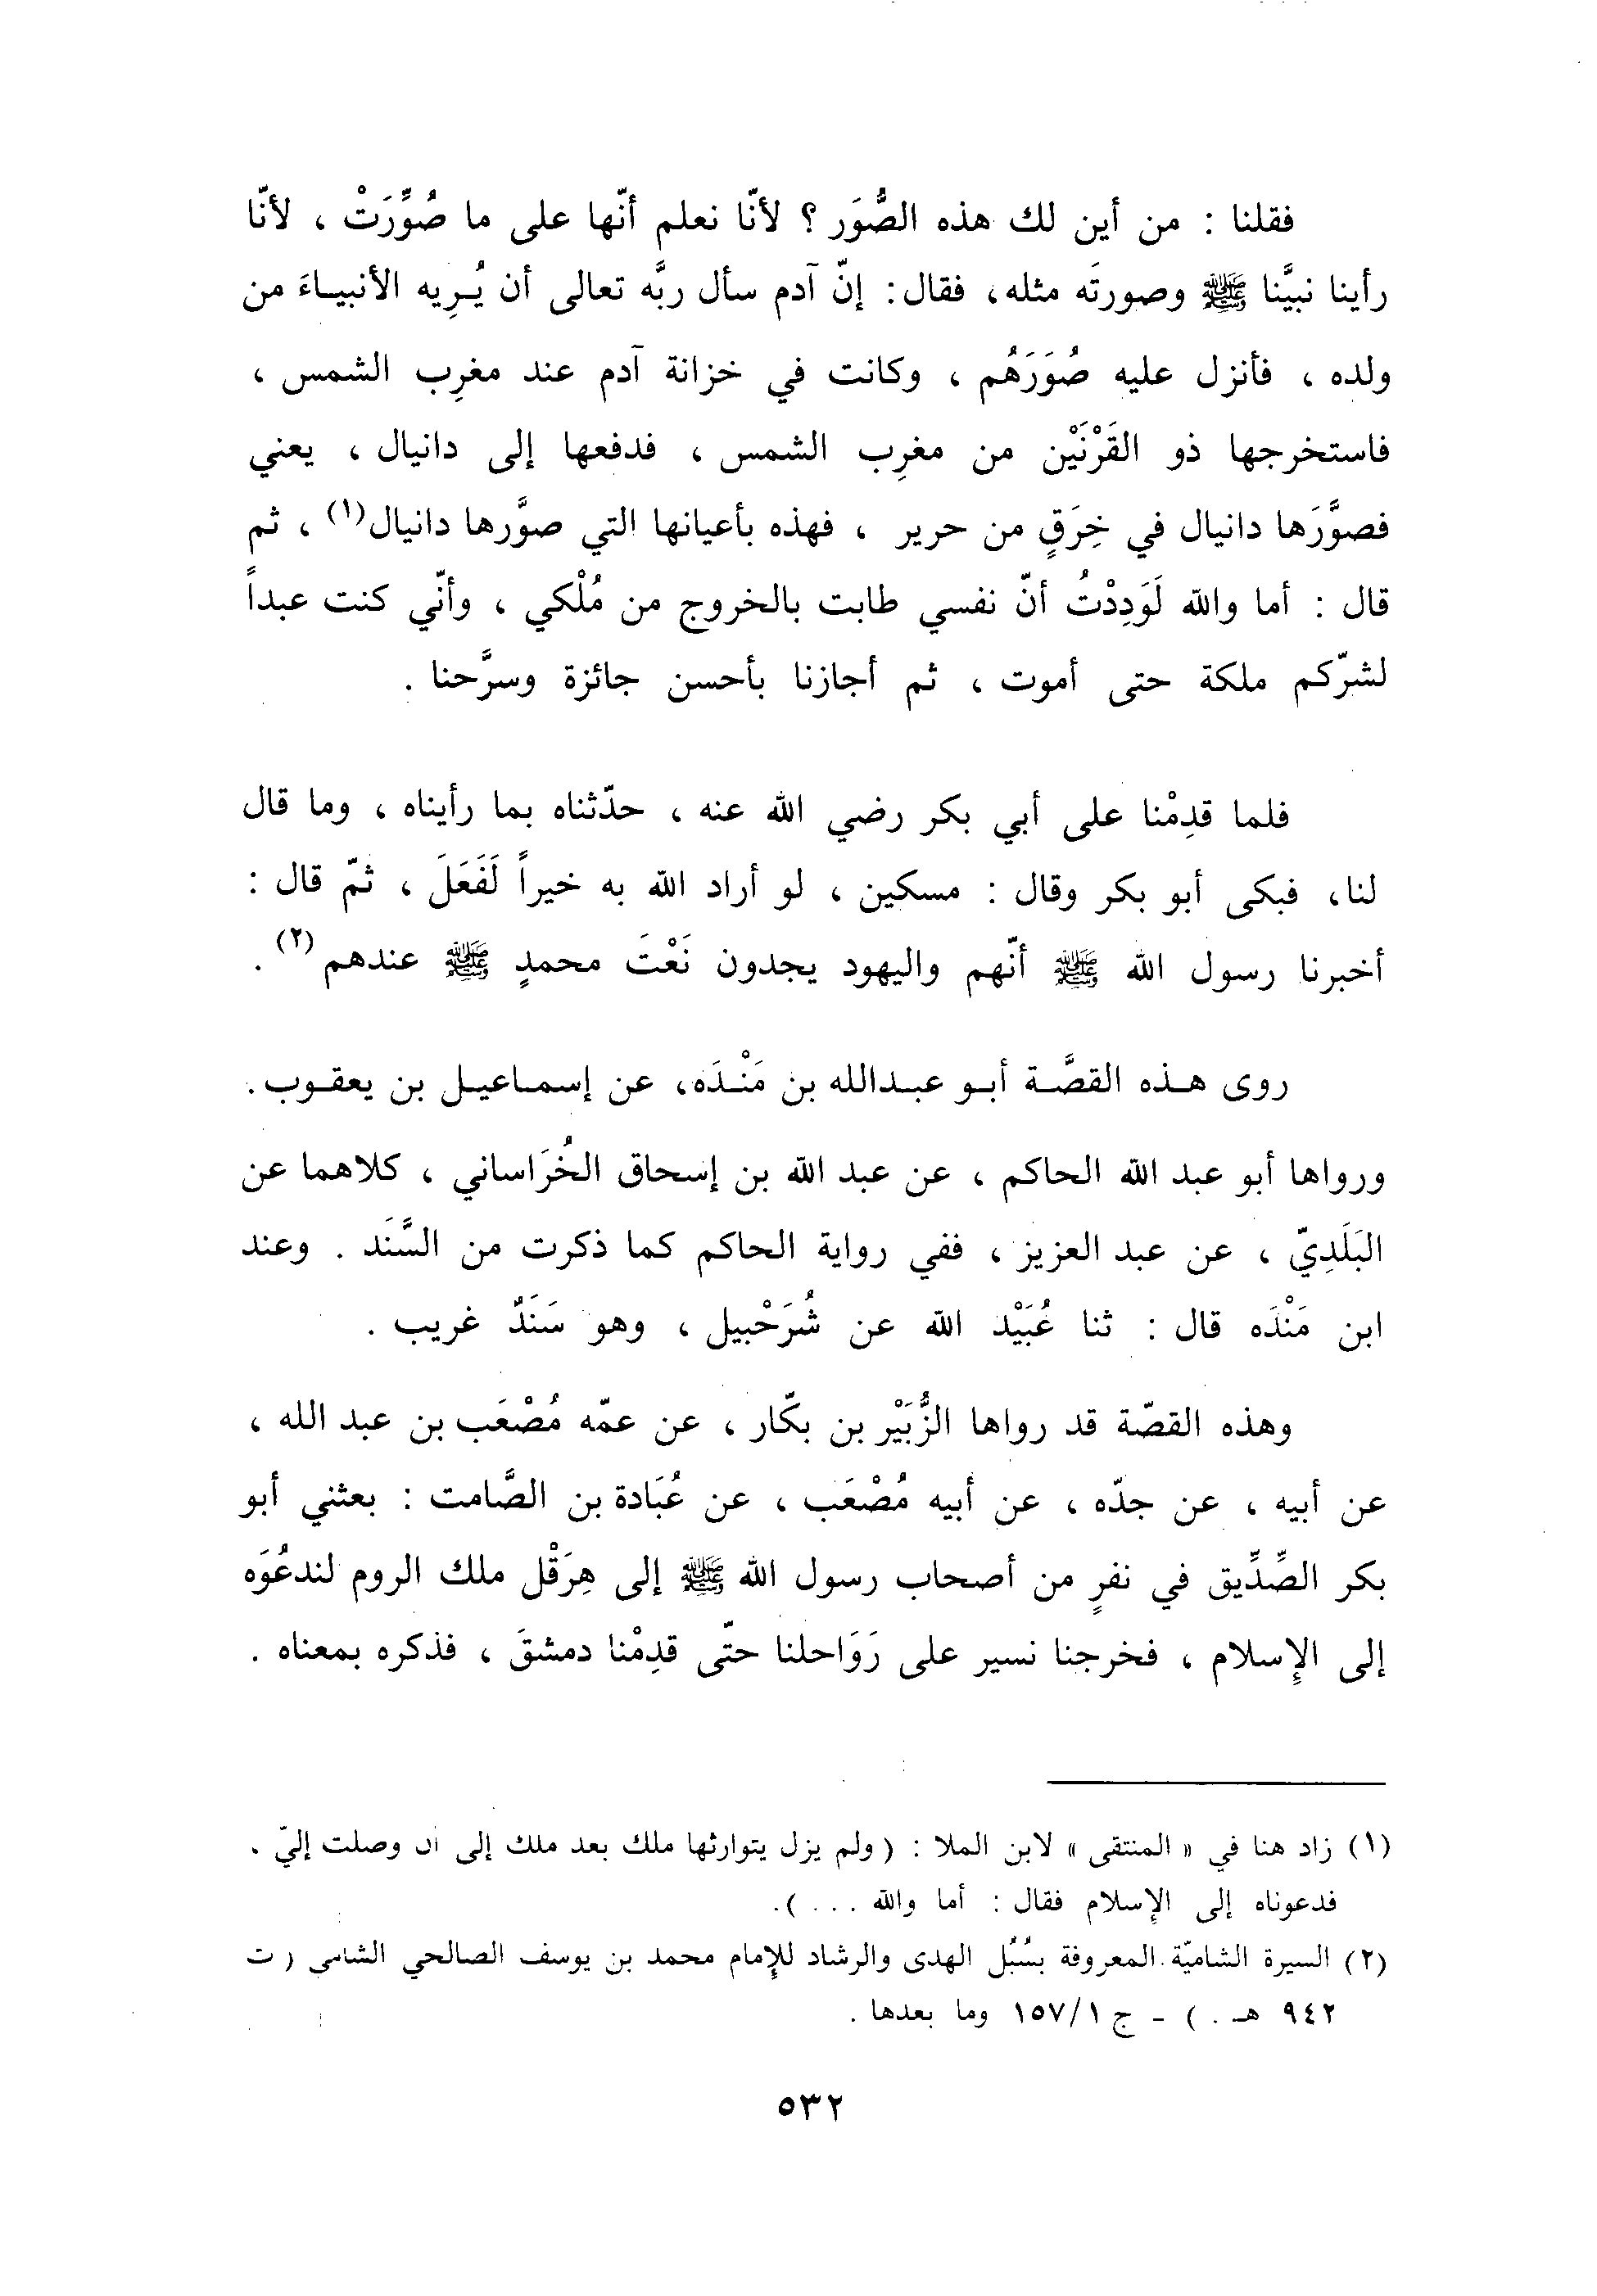 فقلنا : من أين لك هذه الصُّوَر ؟ لأنّا نعلم أنّها على ما صُوِّرَتْ ، لأنّا
رأينا نبيَّنا ﷺ وصورتَه مثله، فقال: إنّ آدم سأل ربَّه تعالى أن يُـرِيه الأنبيـاءَ من
ولده ، فأنزل عليه صُوَرَهُم ، وكانت في خزانة آدم عند مغرِب الشمس ،
فاستخرجها ذو القَرْنَيْن من مغرِب الشمس ، فدفعها إلى دانيال ، يعني
فصوَّرَها دانيال في خِرَقٍ من حرير ، فهذه بأعيانها التي صوَّرها دانيال(١) ، ثم
قال : أما والله لَوَدِدْتُ أنّ نفسي طابت بالخروج من مُلْكي ، وأنّي كنت عبداً
لشرّكم ملكة حتى أموت ، ثم أجازنا بأحسن جائزة وسرَّحنا .
فلما قدِمْنا على أبي بكر رضي الله عنه ، حدّثناه بما رأيناه ، وما قال
لنا، فبكى أبو بكر وقال : مسكين ، لو أراد الله به خيراً لَفَعَلَ ، ثمّ قال :
أخبرنا رسول الله ﷺ أنّهم واليهود يجدون نَعْتَ محمدٍ ﷺ عندهم (٢) .
روى هـذه القصَّـة أبـو عبـدالله بن مَنْـدَه، عن إسمـاعيـل بن يعقـوب.
ورواها أبو عبد الله الحاكم ، عن عبد الله بن إسحاق الخُرَاساني ، كلاهما عن
البَلَدِيّ ، عن عبد العزيز ، ففي رواية الحاكم كما ذكرت من السَّنَد . وعند
ابن مَنْدَه قال : ثنا عُبَيْد الله عن شُرَحْبيل ، وهو سَنَدٌ غريب .
وهذه القصّة قد رواها الزُّبَيْر بن بكّار ، عن عمّه مُصْعَب بن عبد الله ،
عن أبيه ، عن جدّه ، عن أبيه مُصْعَب ، عن عُبَادة بن الصَّامت : بعثني أبو
بكر الصِّدِّيق في نفرٍ من أصحاب رسول الله ﷺ إلى هِرَقْل ملك الروم لندعُوَه
إلى الإسلام ، فخرجنا نسير على رَوَاحلنا حتّى قدِمْنا دمشقَ ، فذكره بمعناه .
(١) زاد هنا في « المنتقى » لابن الملا : ( ولم يزل يتوارثها ملك بعد ملك إلى أن وصلت إليّ ،
فدعوناه إلى الإسلام فقال : أما والله ... ).
(٢) السيرة الشاميّة المعروفة بسُبُل الهدى والرشاد للإمام محمد بن يوسف الصالحي الشامي ( ت
٩٤٢ هـ . ) - ج ١٥٧/١ وما بعدها .
٥٣٢